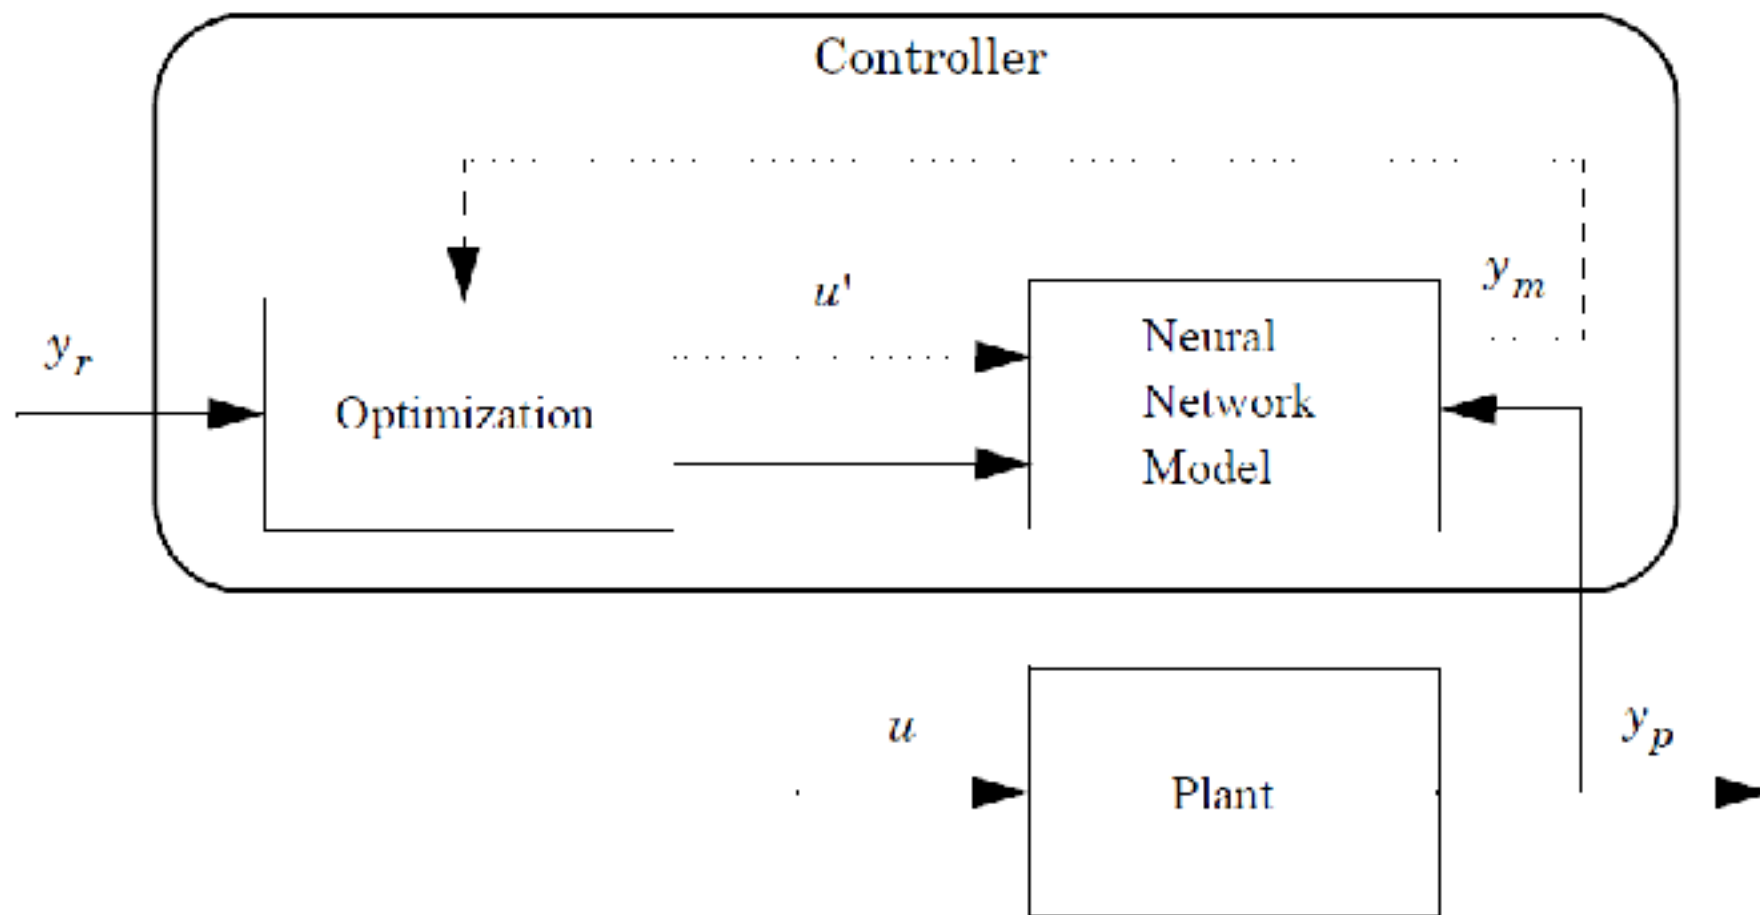 Controller
u'
y_m
y_r
Neural
Network
Model
Optimization
u
y_p
Plant